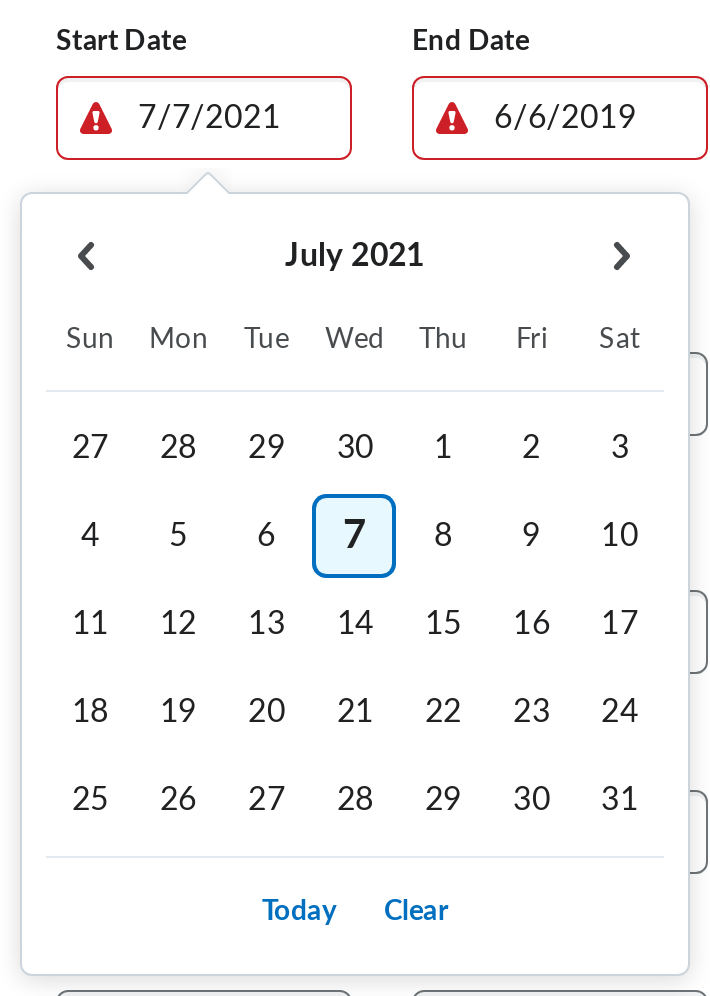 Start Date End Date
7/7/2021 6/6/2019
July 2021
Sun Mon Tue Wed Thu Fri Sat
27 28 29 30 1 2 3
4 5 6 7 8 9 10
11 12 13 14 15 16 17
18 19 20 21 22 23 24
25 26 27 28 29 30 31
Today Clear